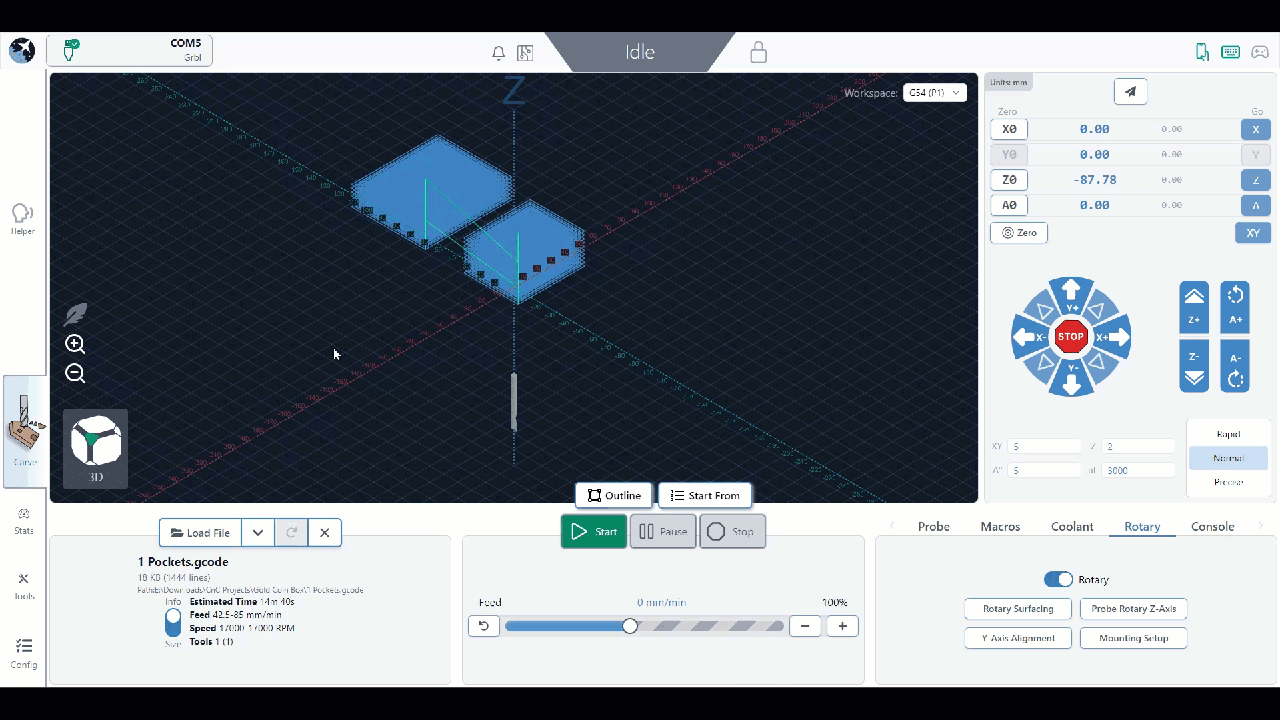 COM5
Grbl
Idle
Units: mm
Z
Workspace: G54 (P1)
Zero
Go
X0 0.00 0.00 X
Y0 0.00 0.00 Y
Z0 -87.78 0.00 Z
A0 0.00 0.00 A
Zero
XY
Helper
Y+
X- STOP X+
Y-
Z+
A+
Z-
A-
Carve
3D
XY 5 Z 2
A° 5 at 3000
Rapid
Normal
Precise
Outline
Start From
Stats
Load File
Start
Pause
Stop
Probe
Macros
Coolant
Rotary
Console
1 Pockets.gcode
18 KB (1444 lines)
Path E:\Downloads\CnC Projects\Gold Coin Box\1 Pockets.gcode
Info
Estimated Time 14m 40s
Feed 42.5-85 mm/min
Speed 17000-17000 RPM
Size
Tools 1 (1)
Feed
0 mm/min
100%
Rotary
Rotary Surfacing
Probe Rotary Z-Axis
Y-Axis Alignment
Mounting Setup
Tools
Config